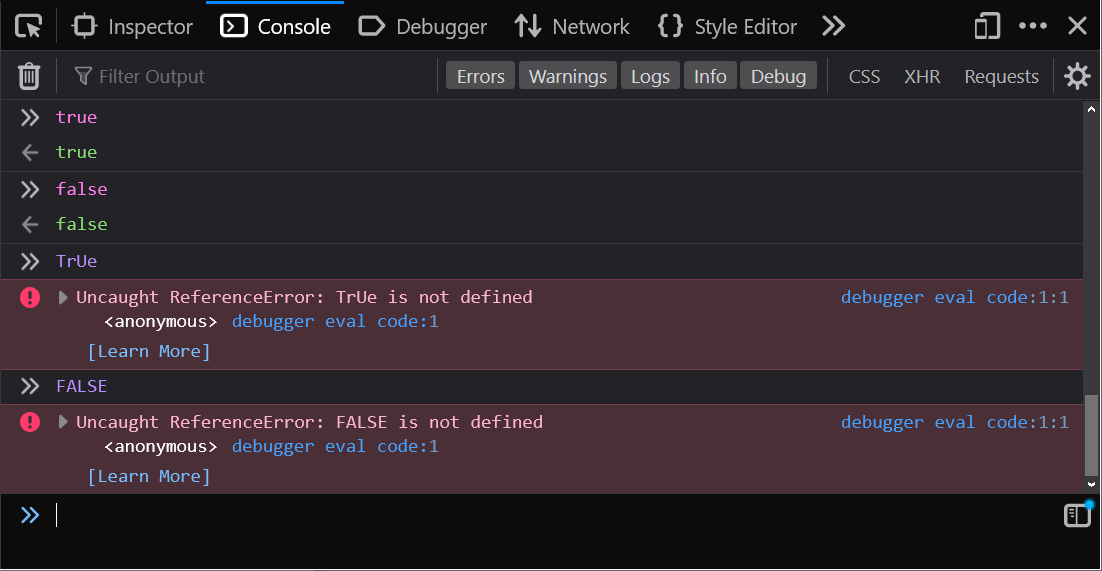 Inspector Console Debugger Network Style Editor
Filter Output Errors Warnings Logs Info Debug CSS XHR Requests
true
true
false
false
TrUe
Uncaught ReferenceError: TrUe is not defined debugger eval code:1:1
<anonymous> debugger eval code:1
[Learn More]
FALSE
Uncaught ReferenceError: FALSE is not defined debugger eval code:1:1
<anonymous> debugger eval code:1
[Learn More]